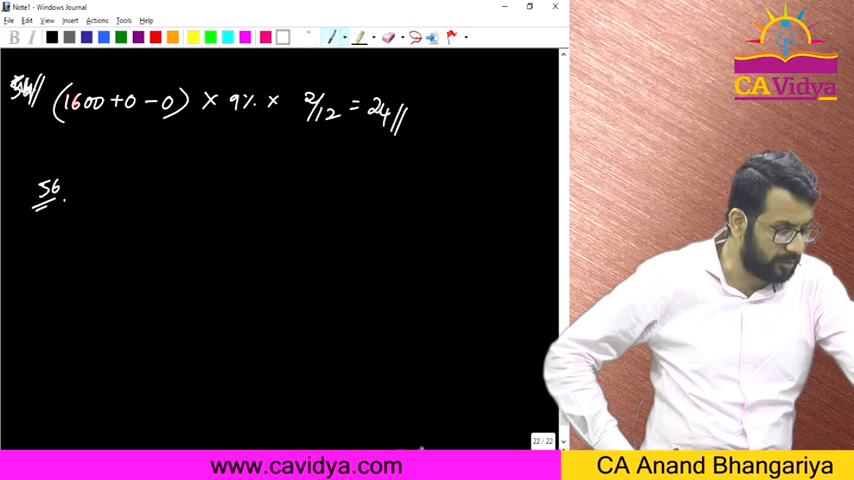 Note1 - Windows Journal
File Edit View Insert Actions Tools Help
B I
(1600 + 0 - 0) × 9% × 2/12 = 24
56
22 / 22
CA Vidya
www.cavidya.com
CA Anand Bhangariya